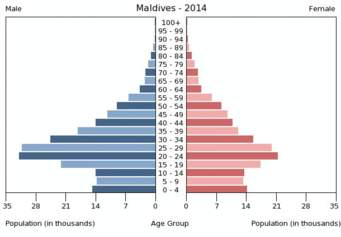 Male Maldives - 2014 Female
100+
95 - 99
90 - 94
85 - 89
80 - 84
75 - 79
70 - 74
65 - 69
60 - 64
55 - 59
50 - 54
45 - 49
40 - 44
35 - 39
30 - 34
25 - 29
20 - 24
15 - 19
10 - 14
5 - 9
0 - 4
35 28 21 14 7 0 0 7 14 21 28 35
Population (in thousands) Age Group Population (in thousands)